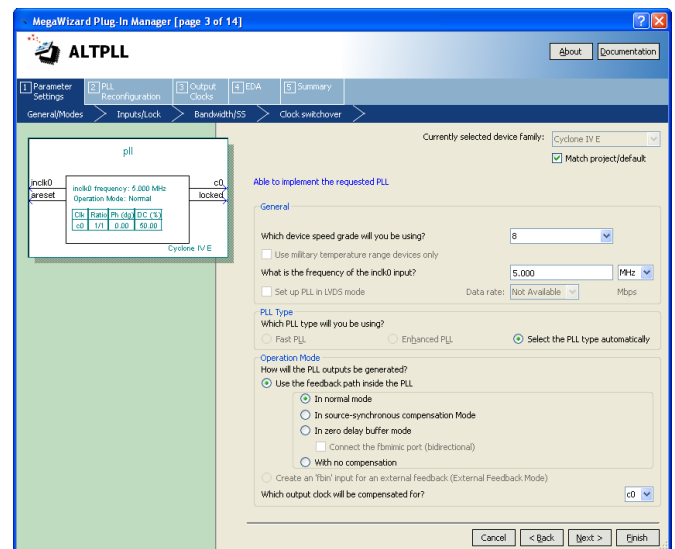 MegaWizard Plug-In Manager [page 3 of 14]
ALTPLL
About
Documentation
1 Parameter Settings
2 PLL Reconfiguration
3 Output Clocks
4 EDA
5 Summary
General/Modes
Inputs/Lock
Bandwidth/SS
Clock switchover
Currently selected device family: Cyclone IV E
Match project/default
pll
inclk0
areset
c0
locked
inclk0 frequency: 5.000 MHz
Operation Mode: Normal
Clk Ratio Ph (dg) DC (%)
c0 1/1 0.00 50.00
Cyclone IV E
Able to implement the requested PLL
General
Which device speed grade will you be using? 8
Use military temperature range devices only
What is the frequency of the inclk0 input? 5.000 MHz
Set up PLL in LVDS mode Data rate: Not Available Mbps
PLL Type
Which PLL type will you be using?
Fast PLL Enhanced PLL Select the PLL type automatically
Operation Mode
How will the PLL outputs be generated?
Use the feedback path inside the PLL
In normal mode
In source-synchronous compensation Mode
In zero delay buffer mode
Connect the fbmimic port (bidirectional)
With no compensation
Create an 'fbin' input for an external feedback (External Feedback Mode)
Which output clock will be compensated for? c0
Cancel < Back Next > Finish